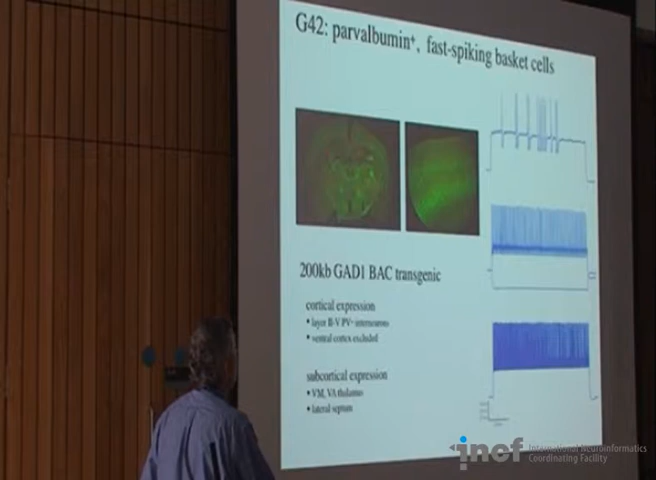 G42: parvalbumin⁺, fast-spiking basket cells
200kb GAD1 BAC transgenic
cortical expression
• layer II-V PV⁺ interneurons
• ventral cortex excluded
subcortical expression
• VM, VA thalamus
• lateral septum
incf International Neuroinformatics
Coordinating Facility